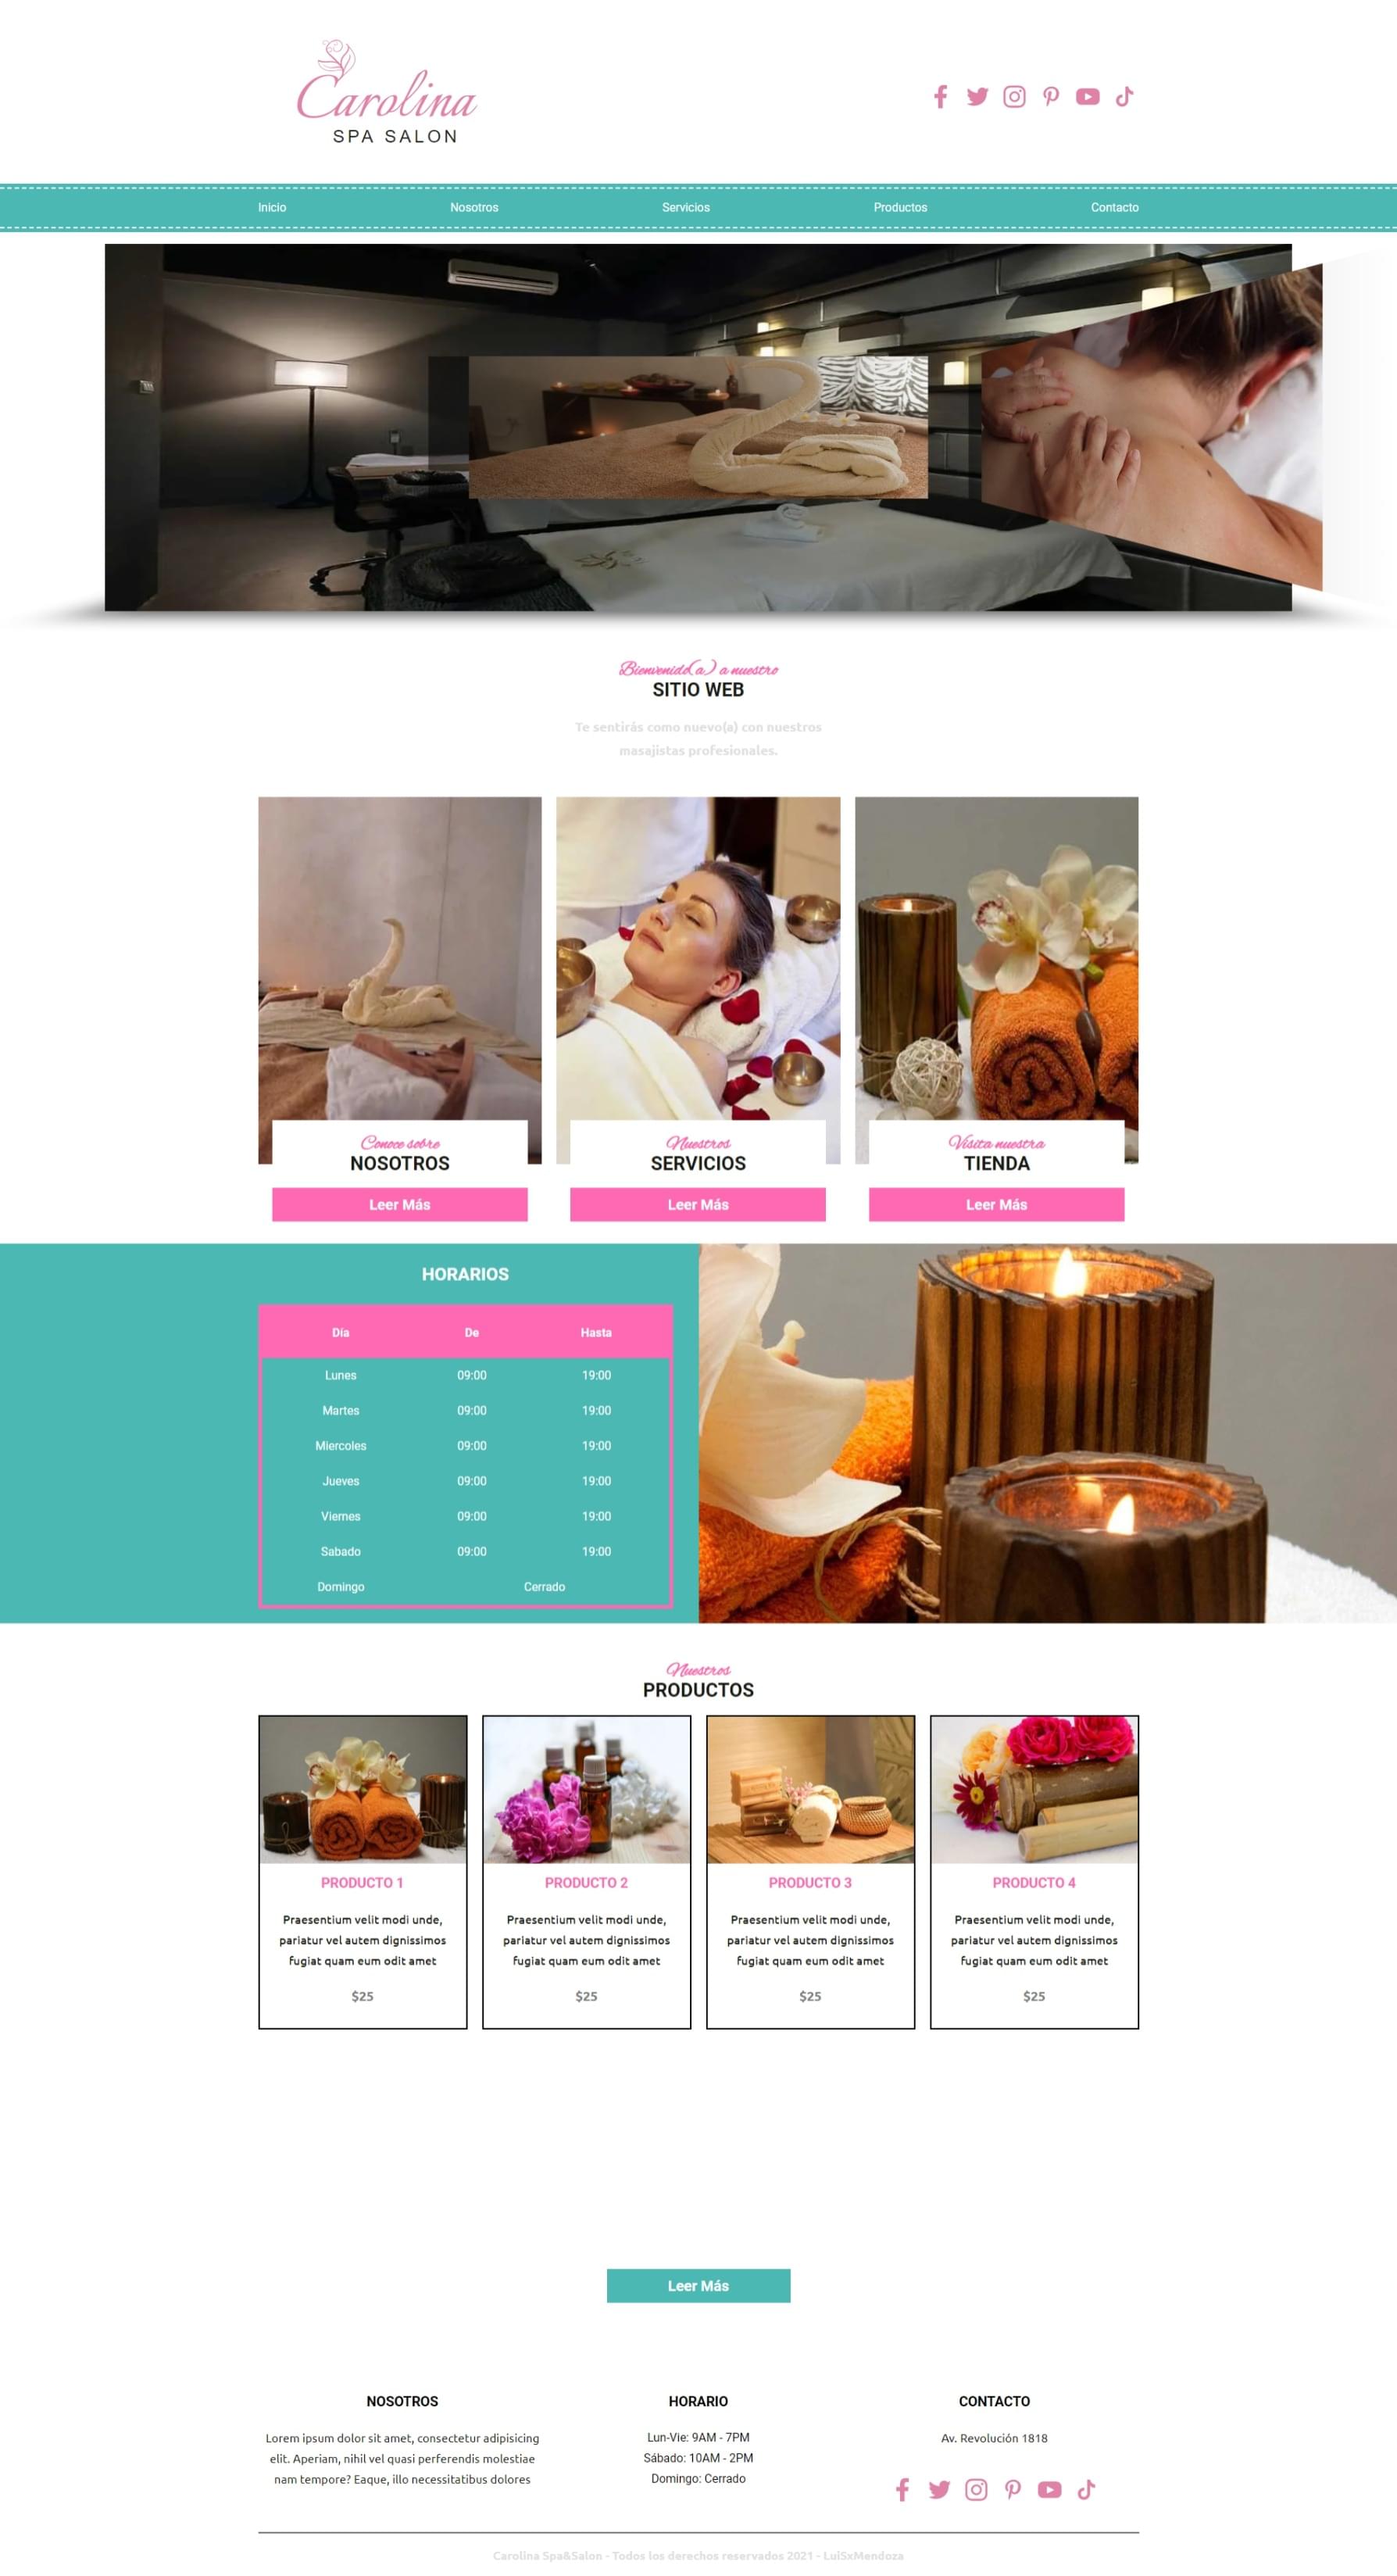 Carolina
SPA SALON
Inicio Nosotros Servicios Productos Contacto
Bienvenido(a) a nuestro
SITIO WEB
Te sentirás como nuevo(a) con nuestros
masajistas profesionales.
Conoce sobre
NOSOTROS
Leer Más
Nuestros
SERVICIOS
Leer Más
Visita nuestra
TIENDA
Leer Más
HORARIOS
Día De Hasta
Lunes 09:00 19:00
Martes 09:00 19:00
Miercoles 09:00 19:00
Jueves 09:00 19:00
Viernes 09:00 19:00
Sabado 09:00 19:00
Domingo Cerrado
Nuestros
PRODUCTOS
PRODUCTO 1
Praesentium velit modi unde,
pariatur vel autem dignissimos
fugiat quam eum odit amet
$25
PRODUCTO 2
Praesentium velit modi unde,
pariatur vel autem dignissimos
fugiat quam eum odit amet
$25
PRODUCTO 3
Praesentium velit modi unde,
pariatur vel autem dignissimos
fugiat quam eum odit amet
$25
PRODUCTO 4
Praesentium velit modi unde,
pariatur vel autem dignissimos
fugiat quam eum odit amet
$25
Leer Más
NOSOTROS
Lorem ipsum dolor sit amet, consectetur adipisicing
elit. Aperiam, nihil vel quasi perferendis molestiae
nam tempore? Eaque, illo necessitatibus dolores
HORARIO
Lun-Vie: 9AM - 7PM
Sábado: 10AM - 2PM
Domingo: Cerrado
CONTACTO
Av. Revolución 1818
Carolina Spa&Salon - Todos los derechos reservados 2021 - LuiSxMendoza